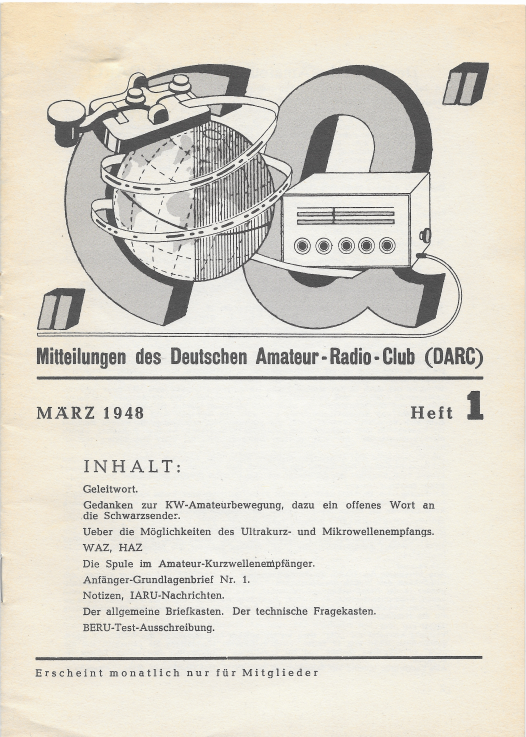 "CQ"
Mitteilungen des Deutschen Amateur-Radio-Club (DARC)
MÄRZ 1948
Heft 1
INHALT:
Geleitwort.
Gedanken zur KW-Amateurbewegung, dazu ein offenes Wort an
die Schwarzsender.
Ueber die Möglichkeiten des Ultrakurz- und Mikrowellenempfangs.
WAZ, HAZ
Die Spule im Amateur-Kurzwellenempfänger.
Anfänger-Grundlagenbrief Nr. 1.
Notizen, IARU-Nachrichten.
Der allgemeine Briefkasten. Der technische Fragekasten.
BERU-Test-Ausschreibung.
Erscheint monatlich nur für Mitglieder